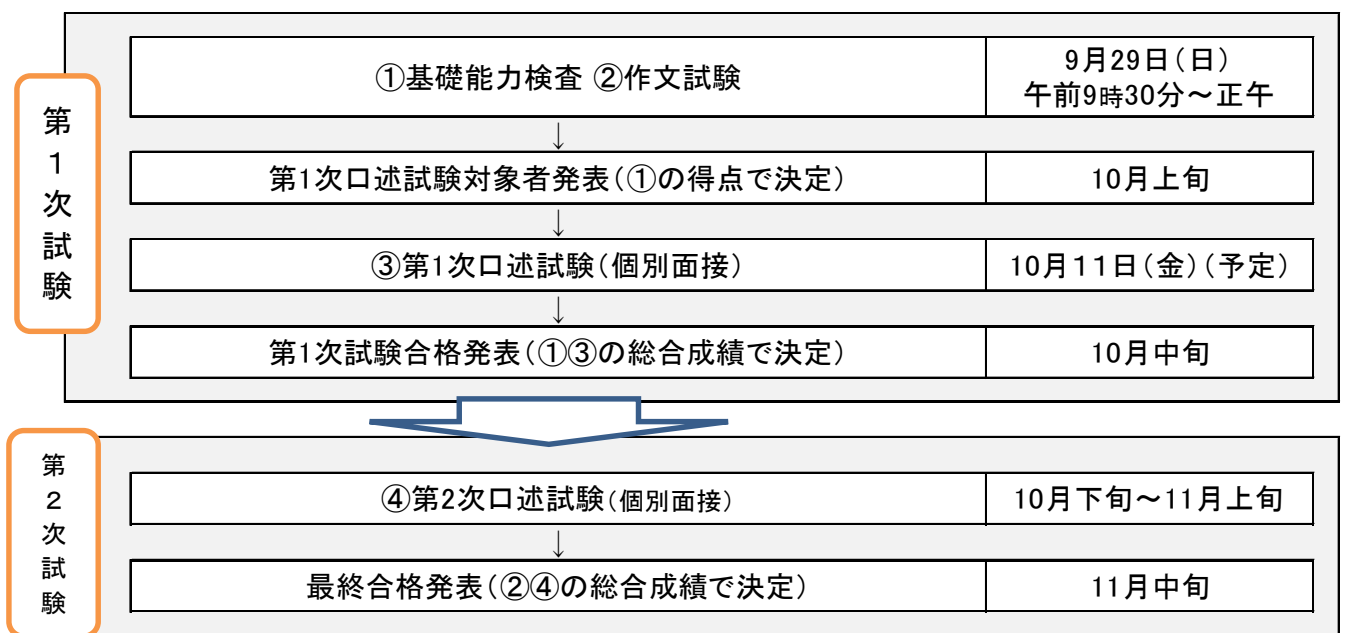 第1次試験
①基礎能力検査 ②作文試験
9月29日(日)
午前9時30分～正午
↓
第1次口述試験対象者発表(①の得点で決定)
10月上旬
↓
③第1次口述試験(個別面接)
10月11日(金)(予定)
↓
第1次試験合格発表(①③の総合成績で決定)
10月中旬
第2次試験
④第2次口述試験(個別面接)
10月下旬～11月上旬
↓
最終合格発表(②④の総合成績で決定)
11月中旬